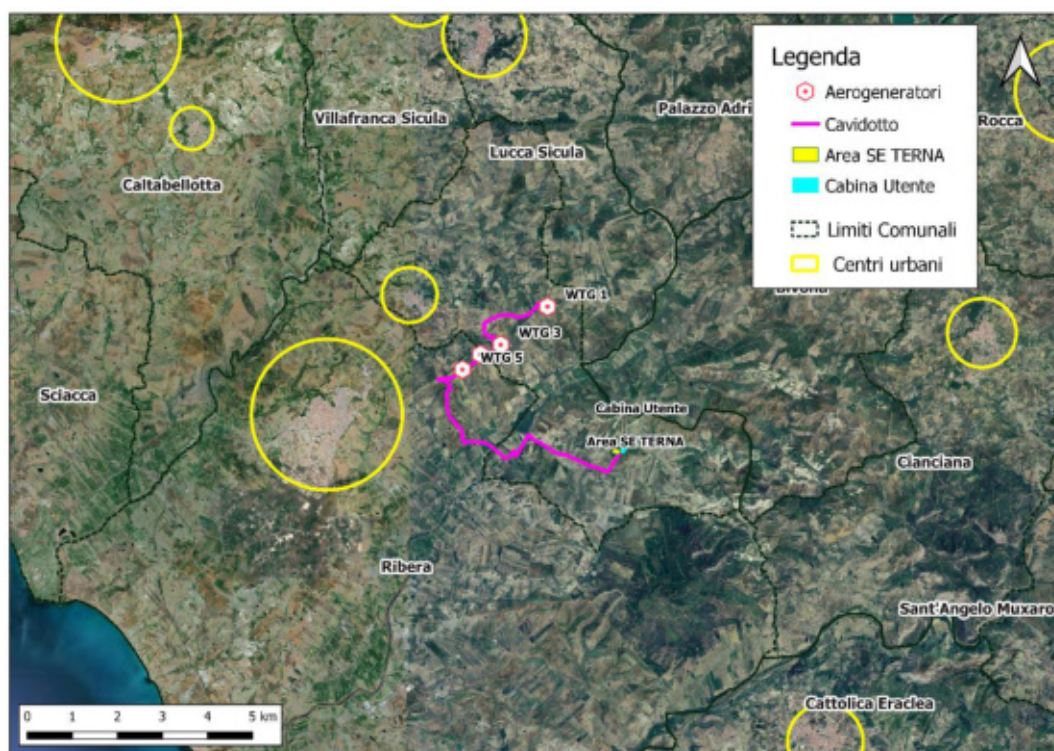 Legenda
Aerogeneratori
Cavidotto
Area SE TERNA
Cabina Utente
Limiti Comunali
Centri urbani
Palazzo Adri
Rocca
Villafranca Sicula
Lucca Sicula
Caltabellotta
WTG 1
WTG 3
WTG 5
Sciacca
Cabina Utente
Area SE TERNA
Cianciana
Ribera
Sant'Angelo Muxaro
Cattolica Eraclea
0 1 2 3 4 5 km